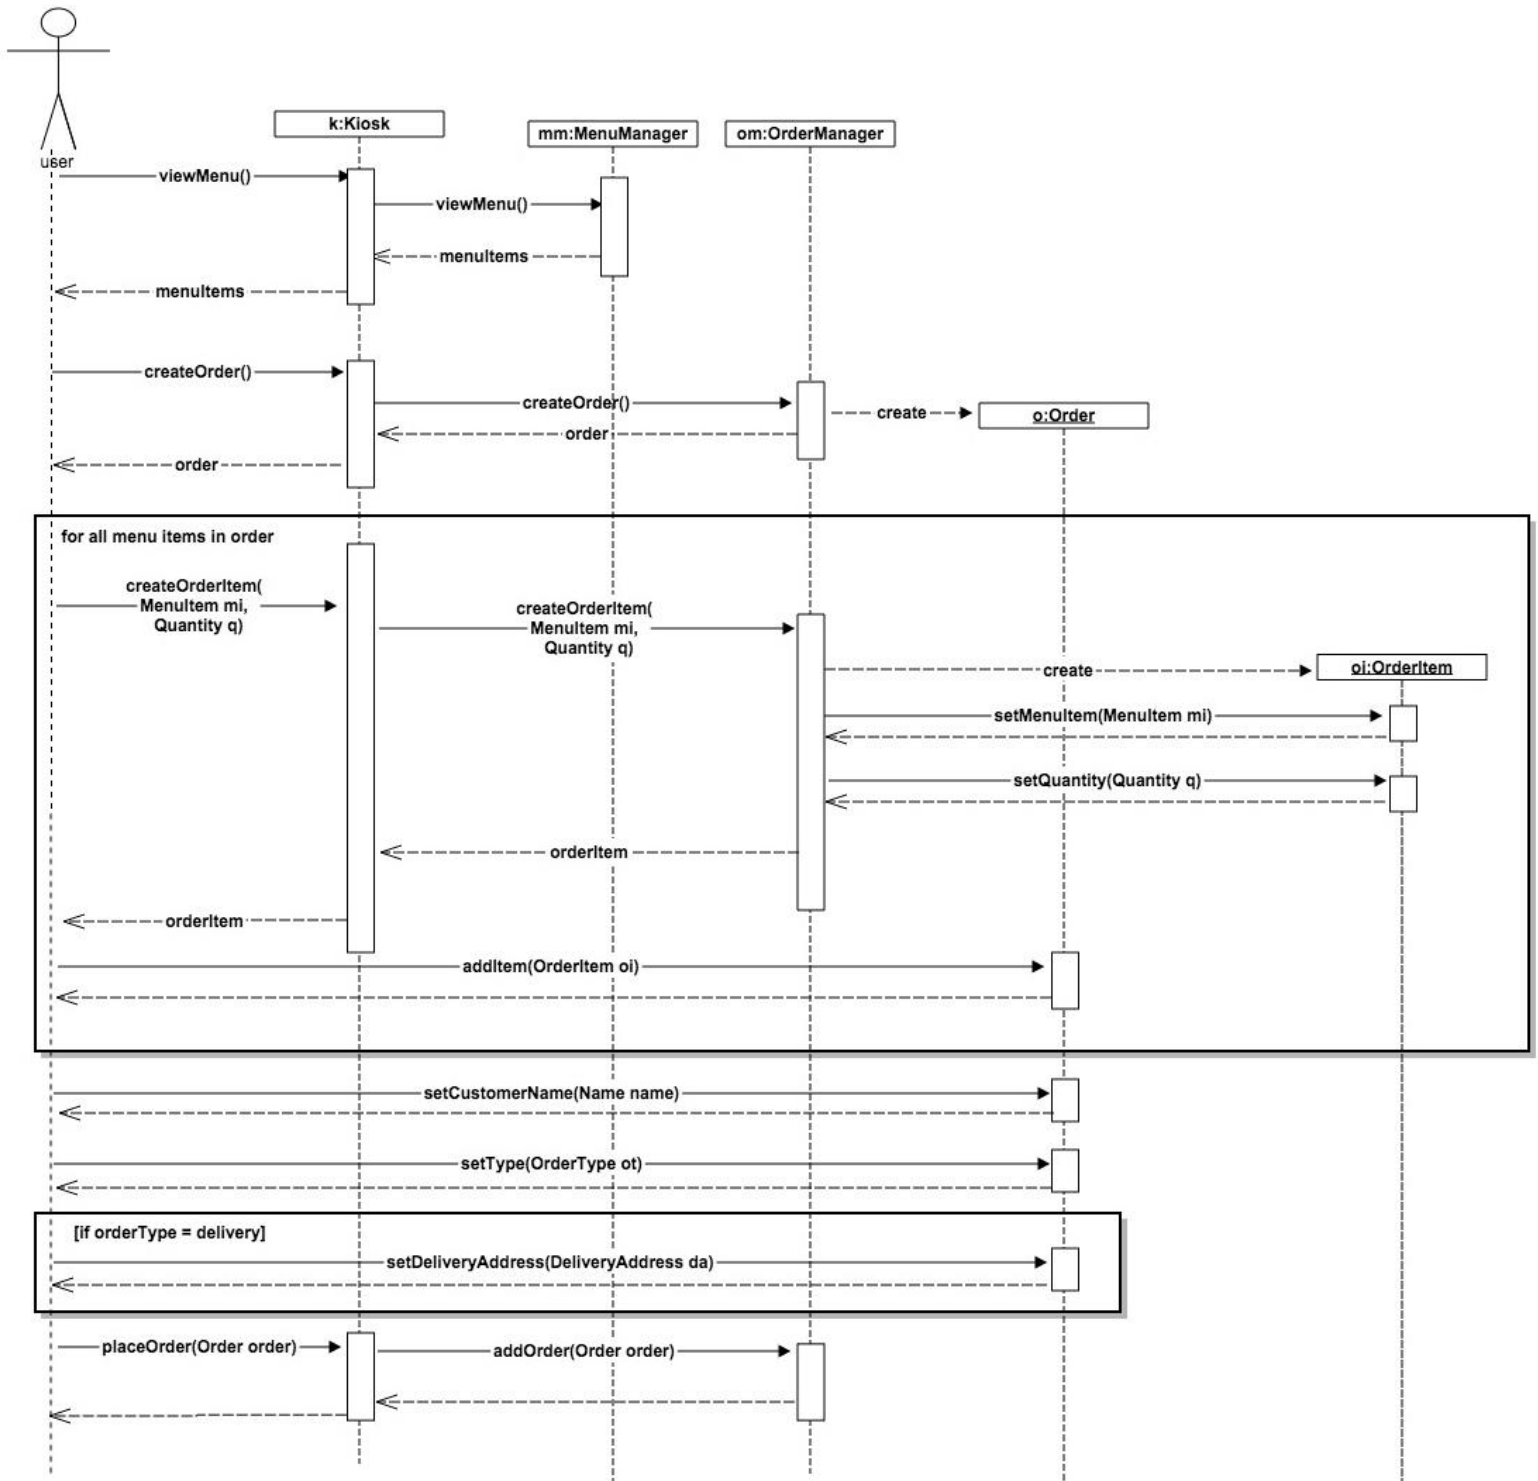 user
k:Kiosk
mm:MenuManager
om:OrderManager
viewMenu()
viewMenu()
menuItems
menuItems
createOrder()
createOrder()
create
o:Order
order
order
for all menu items in order
createOrderItem(
MenuItem mi,
Quantity q)
createOrderItem(
MenuItem mi,
Quantity q)
create
oi:OrderItem
setMenuItem(MenuItem mi)
setQuantity(Quantity q)
orderItem
orderItem
addItem(OrderItem oi)
setCustomerName(Name name)
setType(OrderType ot)
[if orderType = delivery]
setDeliveryAddress(DeliveryAddress da)
placeOrder(Order order)
addOrder(Order order)